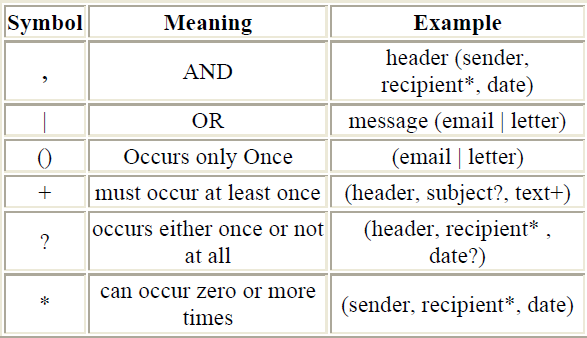 Symbol Meaning Example
, AND header (sender,
recipient*, date)
| OR message (email | letter)
() Occurs only Once (email | letter)
+ must occur at least once (header, subject?, text+)
? occurs either once or not
at all (header, recipient* ,
date?)
* can occur zero or more
times (sender, recipient*, date)